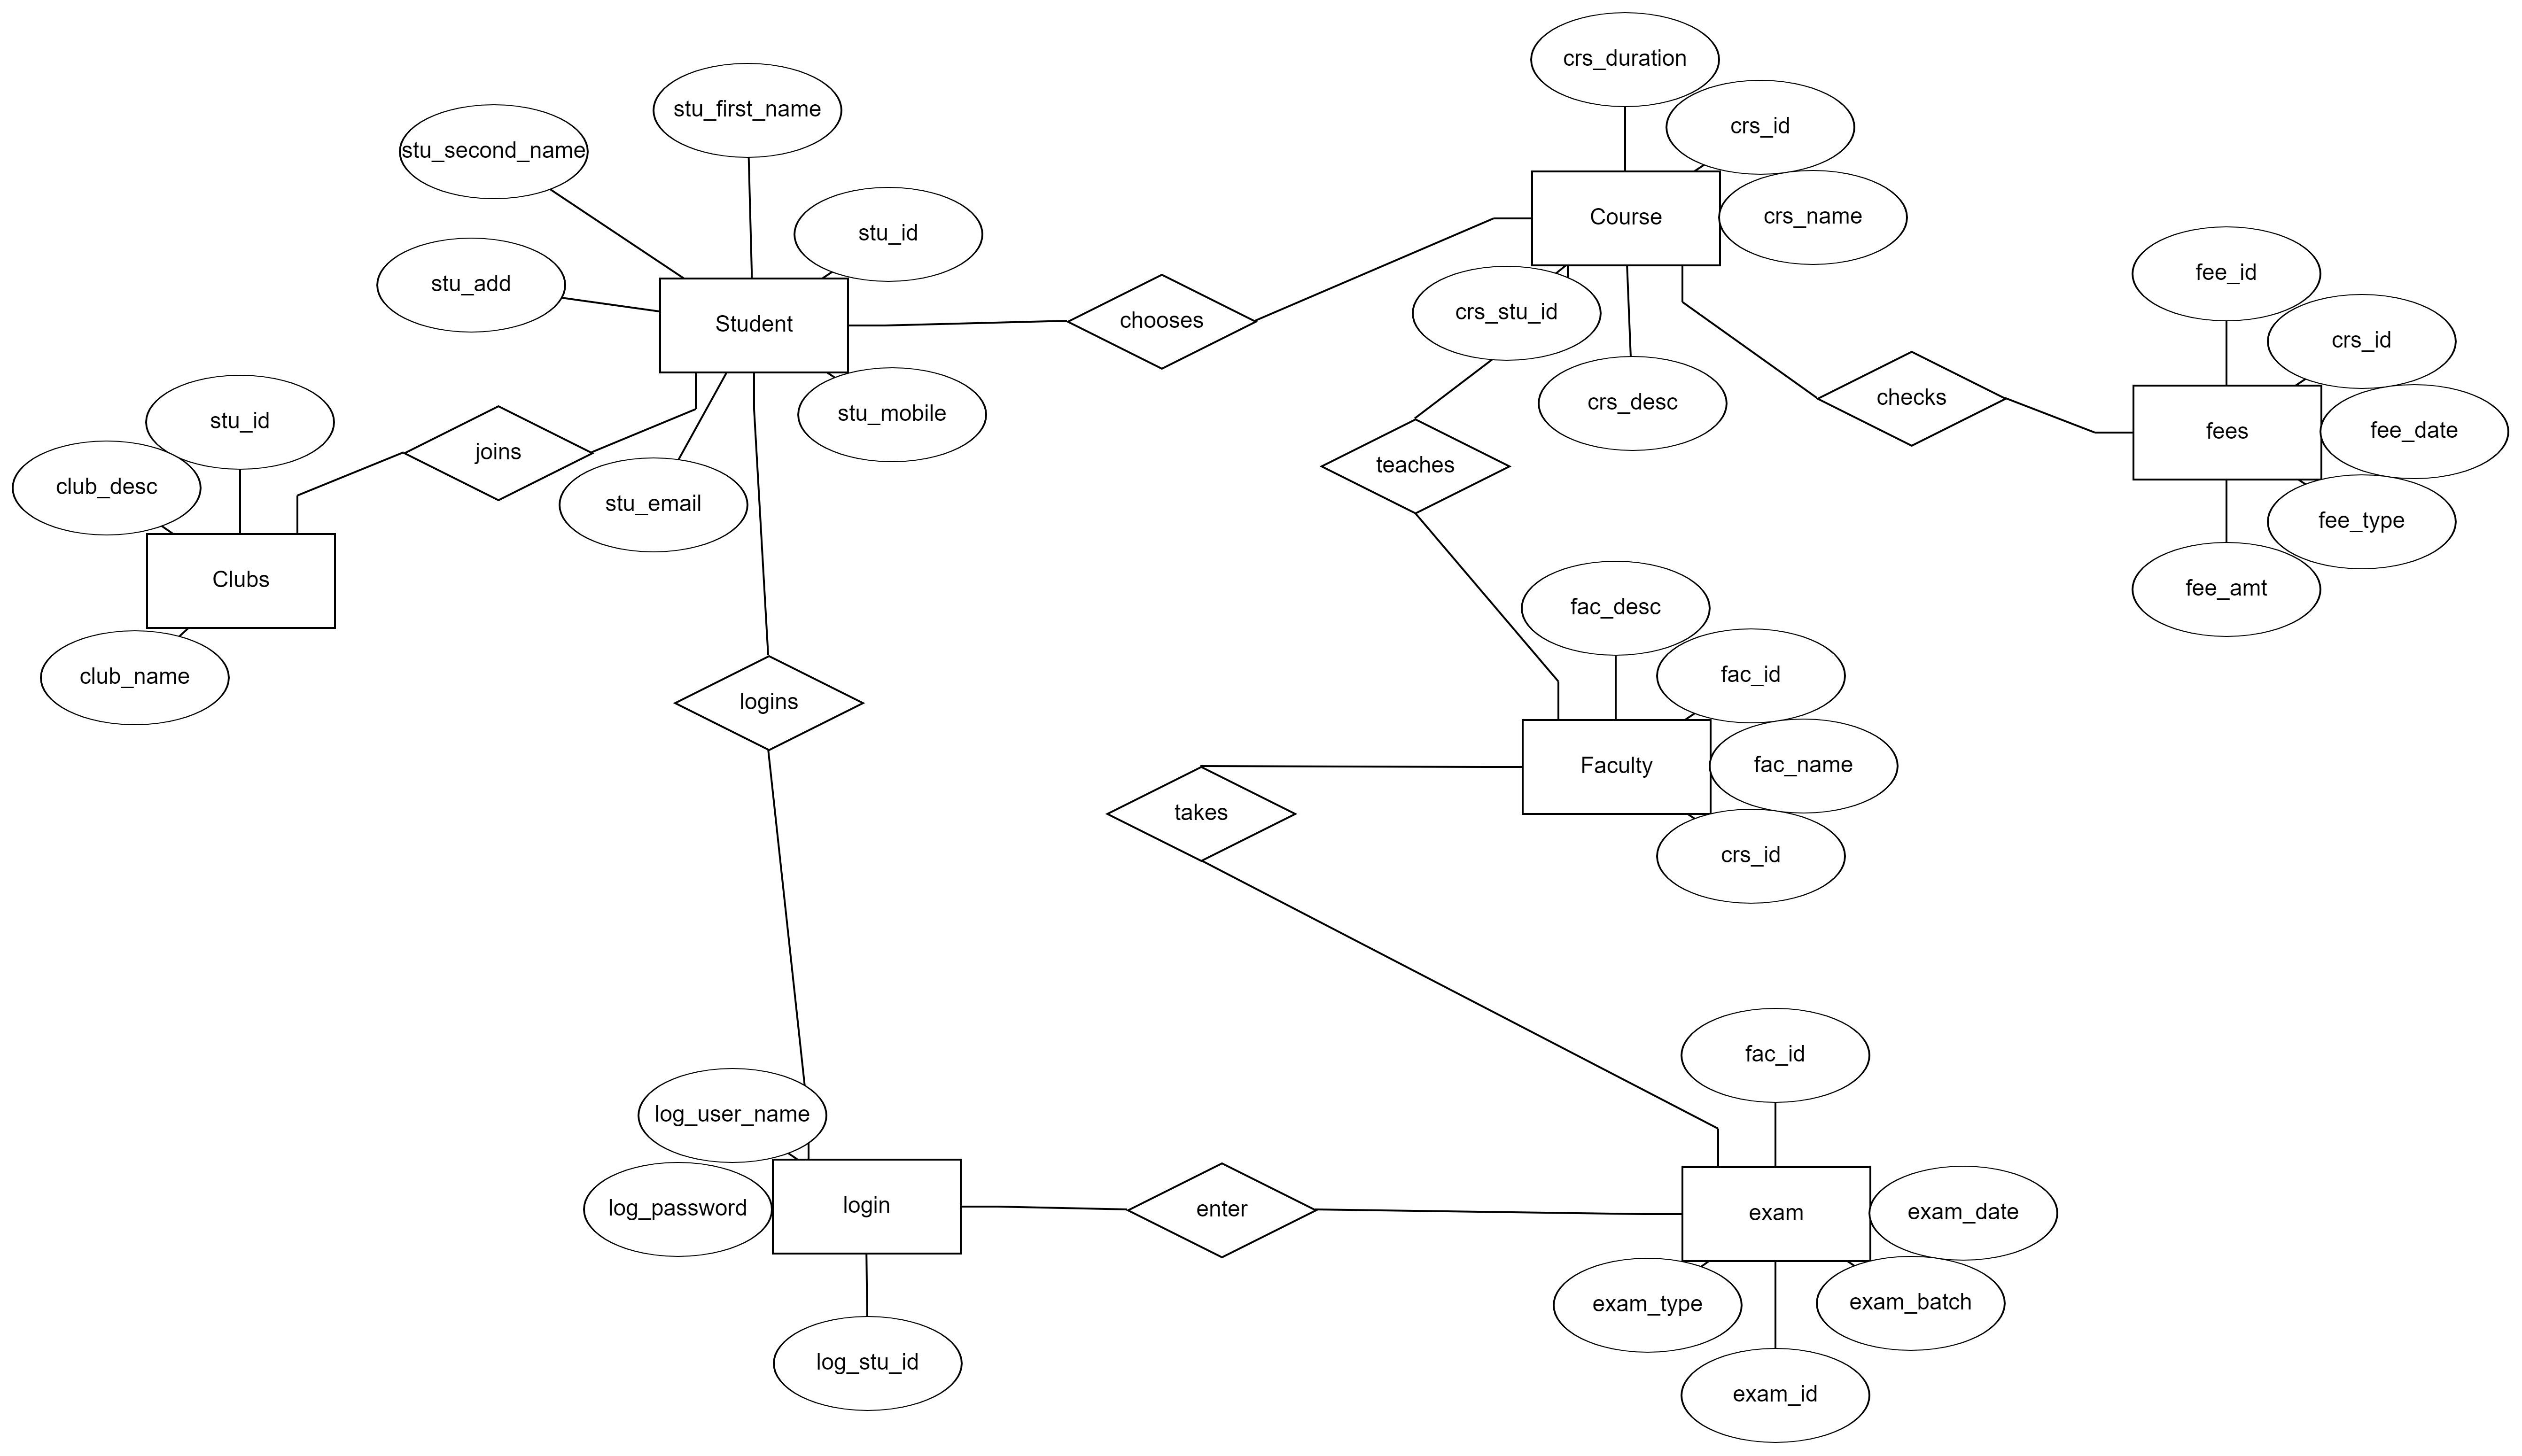 crs_duration
stu_first_name
crs_id
stu_second_name
Course
crs_name
stu_id
fee_id
stu_add
crs_stu_id
Student
chooses
crs_id
checks
crs_desc
stu_mobile
stu_id
fees
fee_date
joins
teaches
club_desc
stu_email
fee_type
Clubs
fee_amt
fac_desc
club_name
fac_id
logins
Faculty
fac_name
takes
crs_id
fac_id
log_user_name
log_password
login
enter
exam
exam_date
exam_type
exam_batch
log_stu_id
exam_id